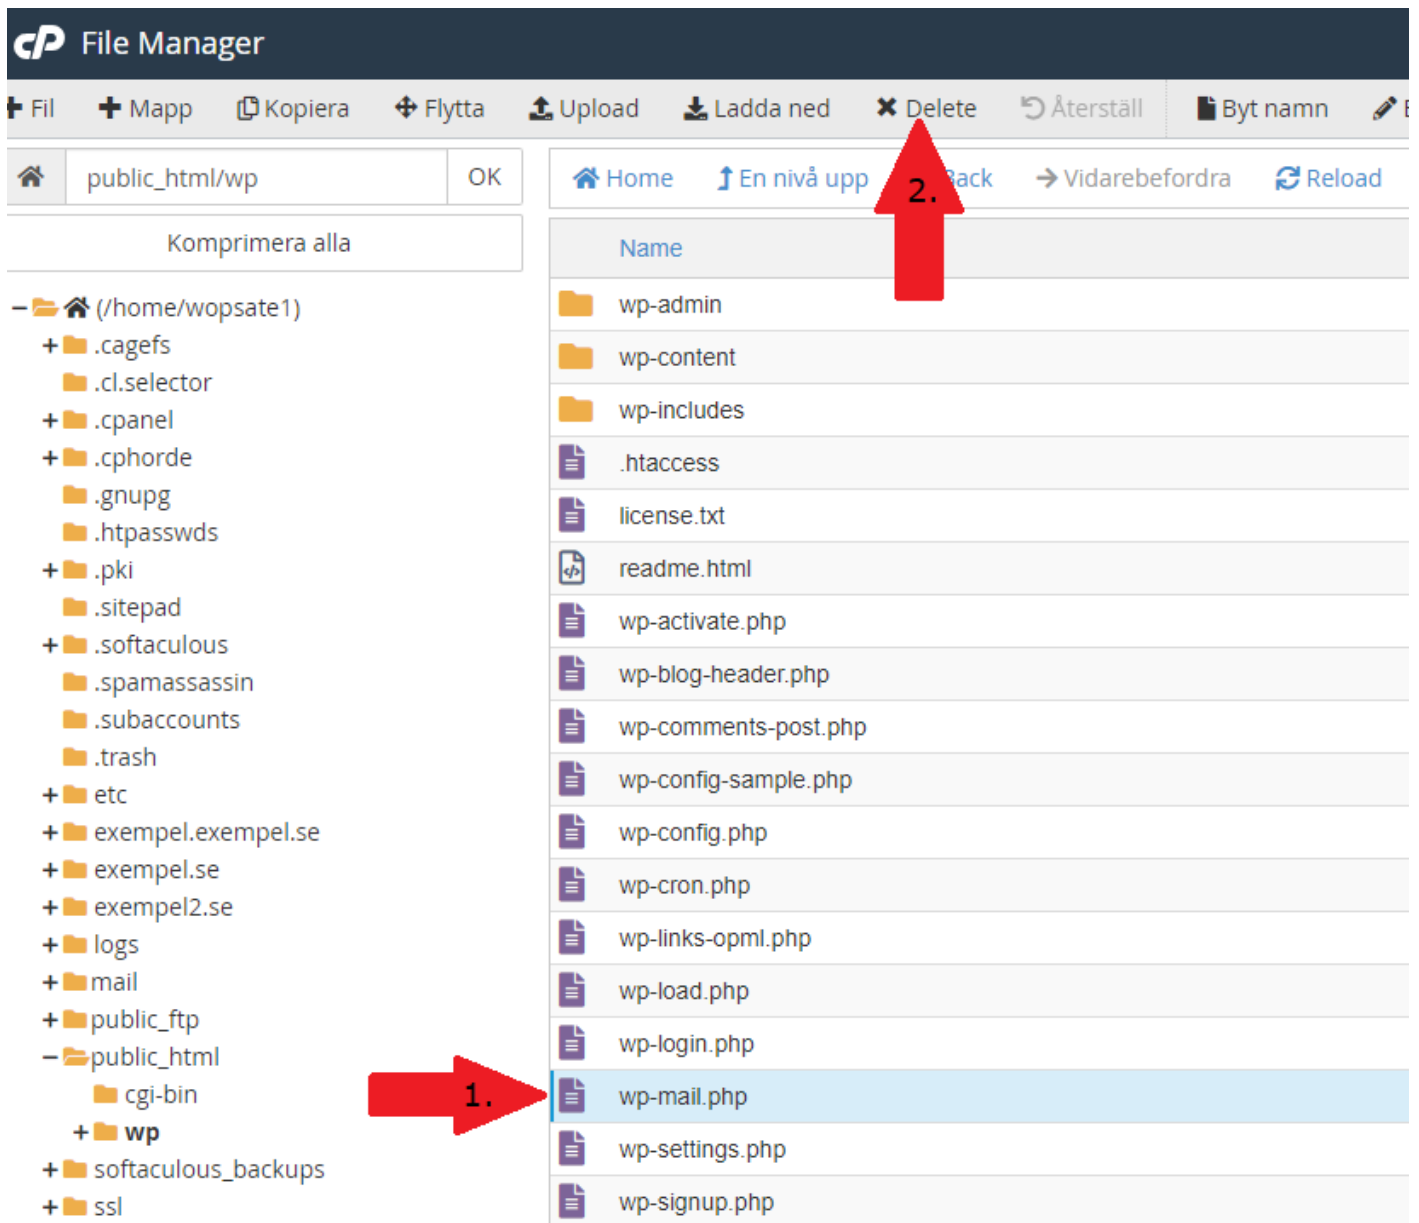 cP File Manager
Fil Mapp Kopiera Flytta Upload Ladda ned Delete Återställ Byt namn
public_html/wp OK
Home En nivå upp Back Vidarebefordra Reload
2.
Komprimera alla
Name
(/home/wopsate1)
.cagefs
.cl.selector
.cpanel
.cphorde
.gnupg
.htpasswds
.pki
.sitepad
.softaculous
.spamassassin
.subaccounts
.trash
etc
exempel.exempel.se
exempel.se
exempel2.se
logs
mail
public_ftp
public_html
cgi-bin
wp
softaculous_backups
ssl
wp-admin
wp-content
wp-includes
.htaccess
license.txt
readme.html
wp-activate.php
wp-blog-header.php
wp-comments-post.php
wp-config-sample.php
wp-config.php
wp-cron.php
wp-links-opml.php
wp-load.php
wp-login.php
1.
wp-mail.php
wp-settings.php
wp-signup.php